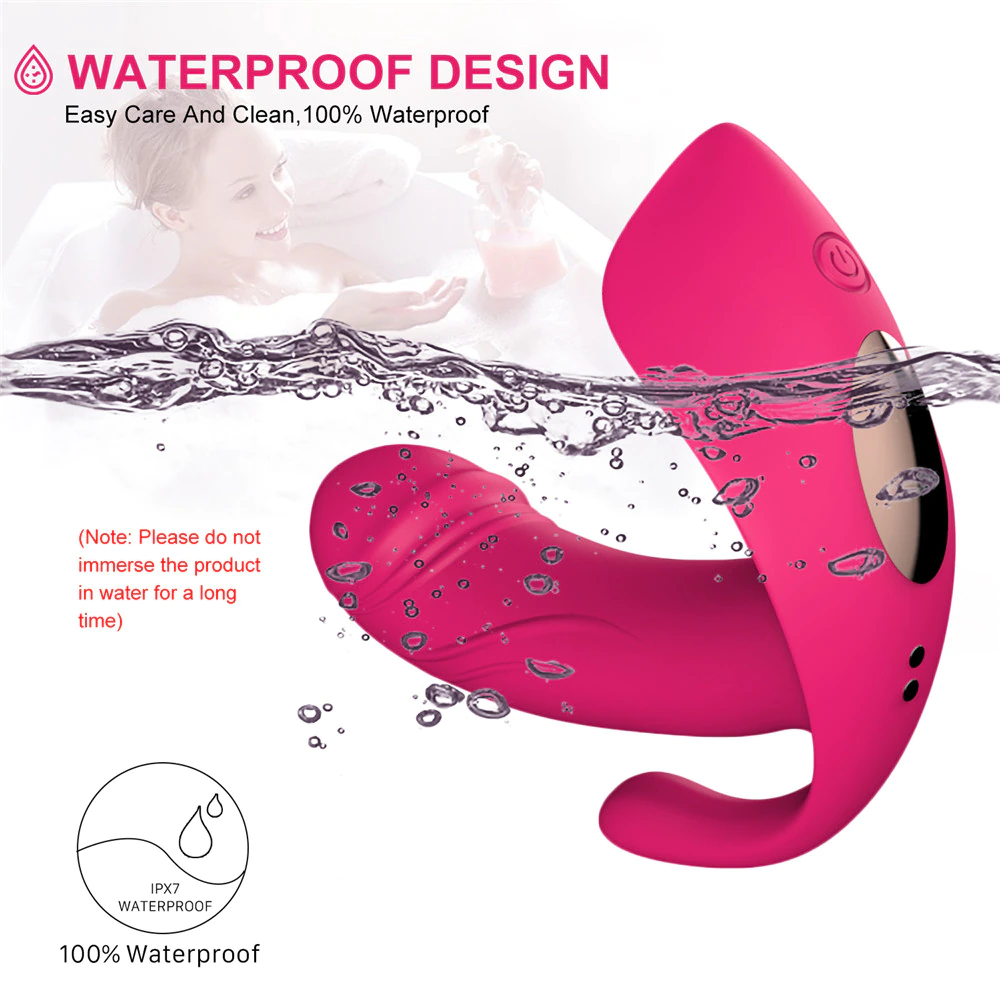 WATERPROOF DESIGN
Easy Care And Clean,100% Waterproof
(Note: Please do not
immerse the product
in water for a long
time)
IPX7
WATERPROOF
100% Waterproof